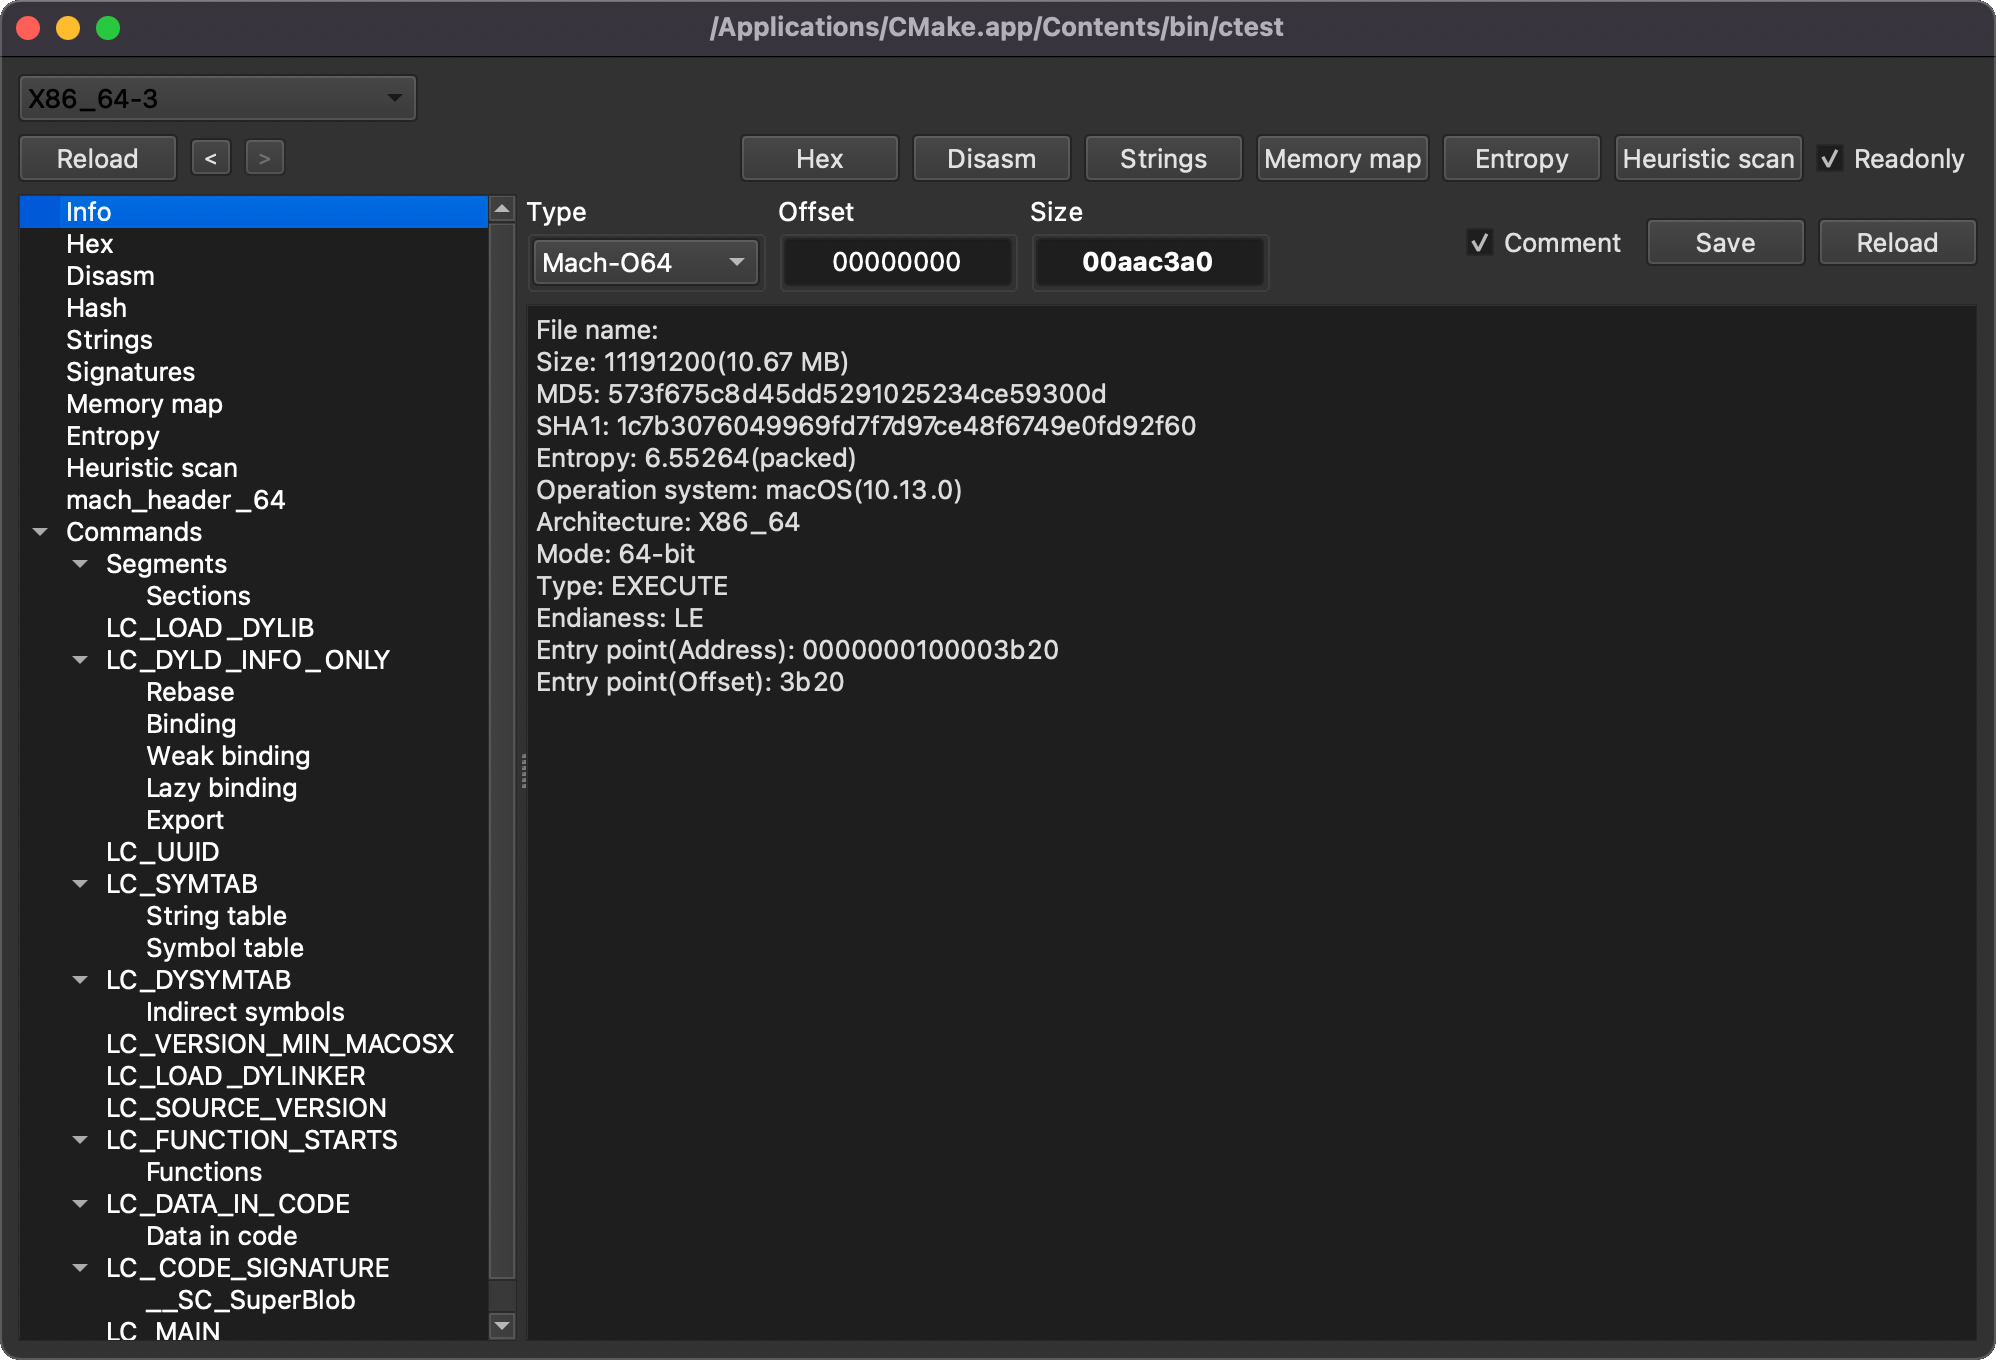 /Applications/CMake.app/Contents/bin/ctest
X86_64-3
Reload < > Hex Disasm Strings Memory map Entropy Heuristic scan Readonly
Info
Hex
Disasm
Hash
Strings
Signatures
Memory map
Entropy
Heuristic scan
mach_header_64
Commands
Segments
Sections
LC_LOAD_DYLIB
LC_DYLD_INFO_ONLY
Rebase
Binding
Weak binding
Lazy binding
Export
LC_UUID
LC_SYMTAB
String table
Symbol table
LC_DYSYMTAB
Indirect symbols
LC_VERSION_MIN_MACOSX
LC_LOAD_DYLINKER
LC_SOURCE_VERSION
LC_FUNCTION_STARTS
Functions
LC_DATA_IN_CODE
Data in code
LC_CODE_SIGNATURE
__SC_SuperBlob
LC_MAIN
Type Offset Size
Mach-O64 00000000 00aac3a0 Comment Save Reload
File name:
Size: 11191200(10.67 MB)
MD5: 573f675c8d45dd5291025234ce59300d
SHA1: 1c7b3076049969fd7f7d97ce48f6749e0fd92f60
Entropy: 6.55264(packed)
Operation system: macOS(10.13.0)
Architecture: X86_64
Mode: 64-bit
Type: EXECUTE
Endianess: LE
Entry point(Address): 0000000100003b20
Entry point(Offset): 3b20